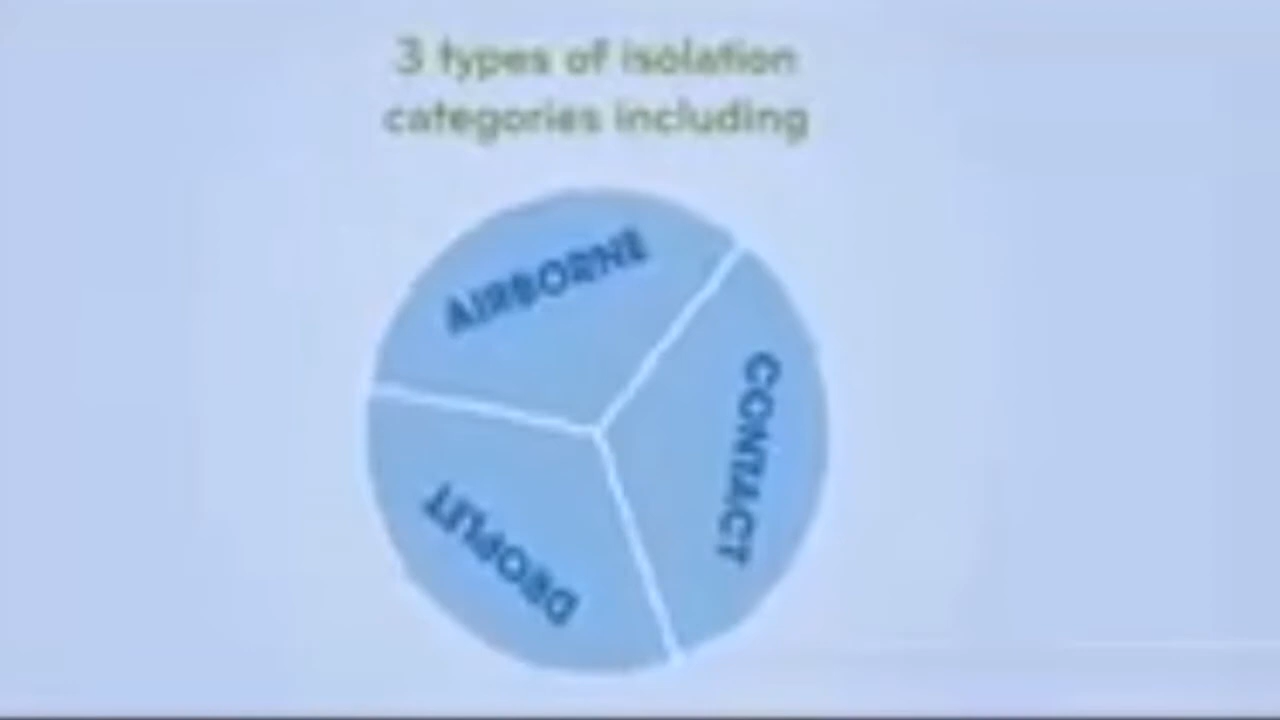 3 types of isolation
categories including
AIRBORNE
CONTACT
DROPLET